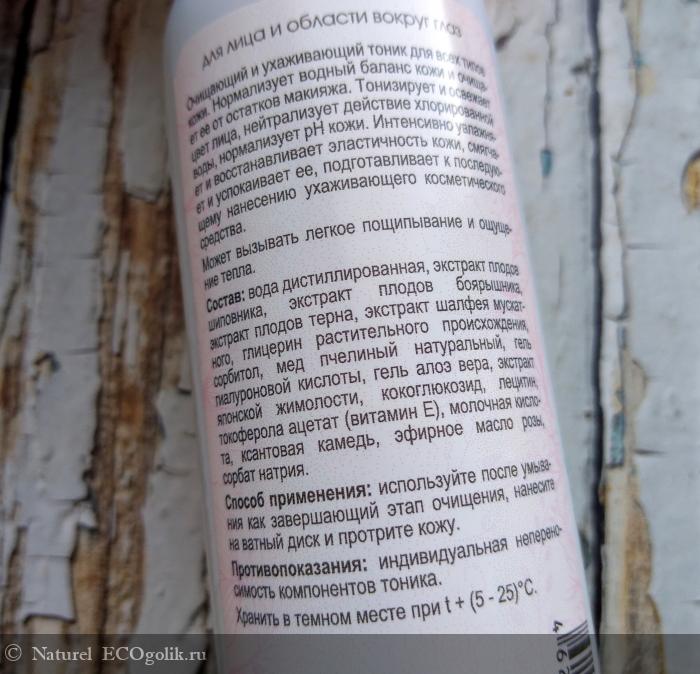 для лица и области вокруг глаз
Очищающий и ухаживающий тоник для всех типов
кожи. Нормализует водный баланс кожи и очища-
ет ее от остатков макияжа. Тонизирует и освежает
цвет лица, нейтрализует действие хлорированной
воды, нормализует pH кожи. Интенсивно увлажня-
ет и восстанавливает эластичность кожи, смягча-
ет и успокаивает ее, подготавливает к последую-
щему нанесению ухаживающего косметического
средства.
Может вызывать легкое пощипывание и ощуще-
ние тепла.
Состав: вода дистиллированная, экстракт плодов
шиповника, экстракт плодов боярышника,
экстракт плодов терна, экстракт шалфея мускат-
ного, глицерин растительного происхождения,
сорбитол, мед пчелиный натуральный, гель
гиалуроновой кислоты, гель алоэ вера, экстракт
японской жимолости, кокоглюкозид, лецитин,
токоферола ацетат (витамин Е), молочная кисло-
та, ксантовая камедь, эфирное масло розы,
сорбат натрия.
Способ применения: используйте после умыва-
ния как завершающий этап очищения, нанесите
на ватный диск и протрите кожу.
Противопоказания: индивидуальная неперено-
симость компонентов тоника.
Хранить в темном месте при t + (5 - 25)°С.
4 62
© Naturel ECOgolik.ru